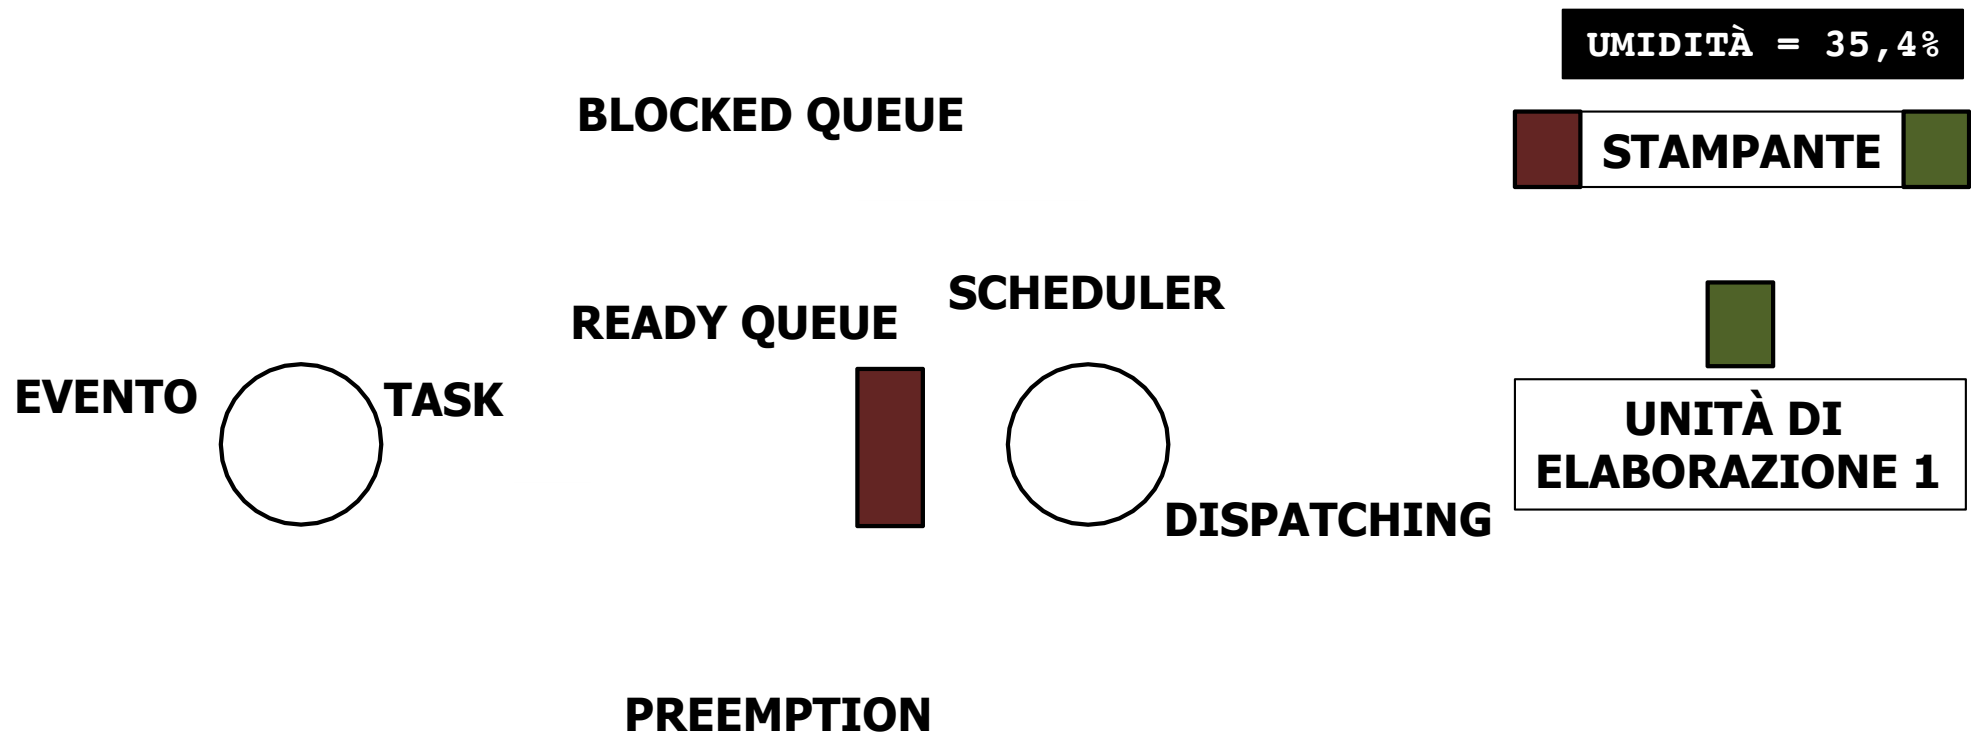 UMIDITÀ = 35,4%
BLOCKED QUEUE
STAMPANTE
SCHEDULER
READY QUEUE
EVENTO
TASK
UNITÀ DI
ELABORAZIONE 1
DISPATCHING
PREEMPTION